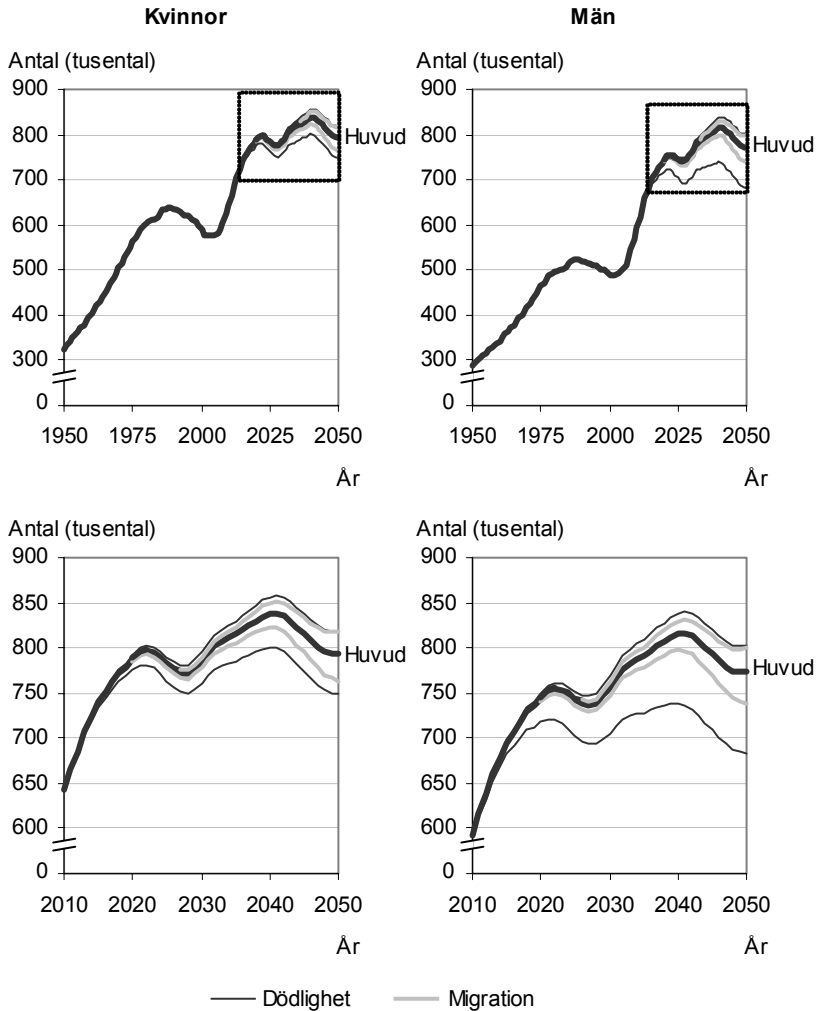 Kvinnor
Män
Antal (tusental)
Antal (tusental)
900
800
700
600
500
400
300
0
Huvud
1950 1975 2000 2025 2050
År
900
800
700
600
500
400
300
0
Huvud
1950 1975 2000 2025 2050
År
Antal (tusental)
Antal (tusental)
900
850
800
750
700
650
600
0
Huvud
2010 2020 2030 2040 2050
År
900
850
800
750
700
650
600
0
Huvud
2010 2020 2030 2040 2050
År
Dödlighet Migration